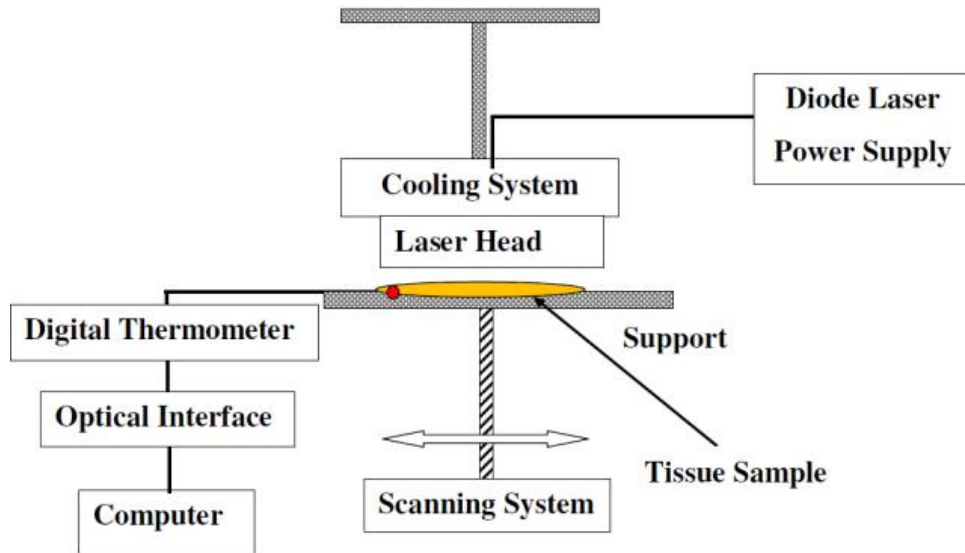 Diode Laser
Power Supply
Cooling System
Laser Head
Digital Thermometer
Support
Optical Interface
Tissue Sample
Scanning System
Computer